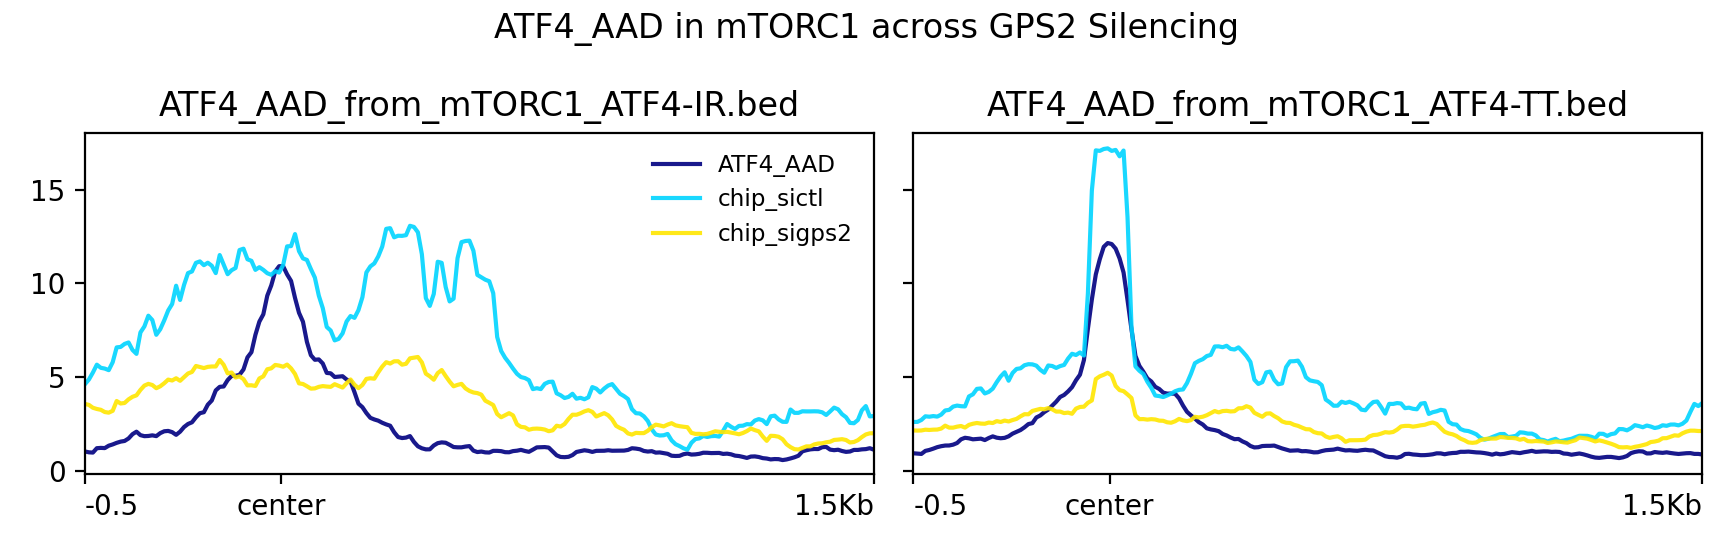 ATF4_AAD in mTORC1 across GPS2 Silencing
ATF4_AAD_from_mTORC1_ATF4-IR.bed
ATF4_AAD_from_mTORC1_ATF4-TT.bed
ATF4_AAD
chip_sictl
chip_sigps2
15
10
5
0
-0.5
center
1.5Kb
-0.5
center
1.5Kb